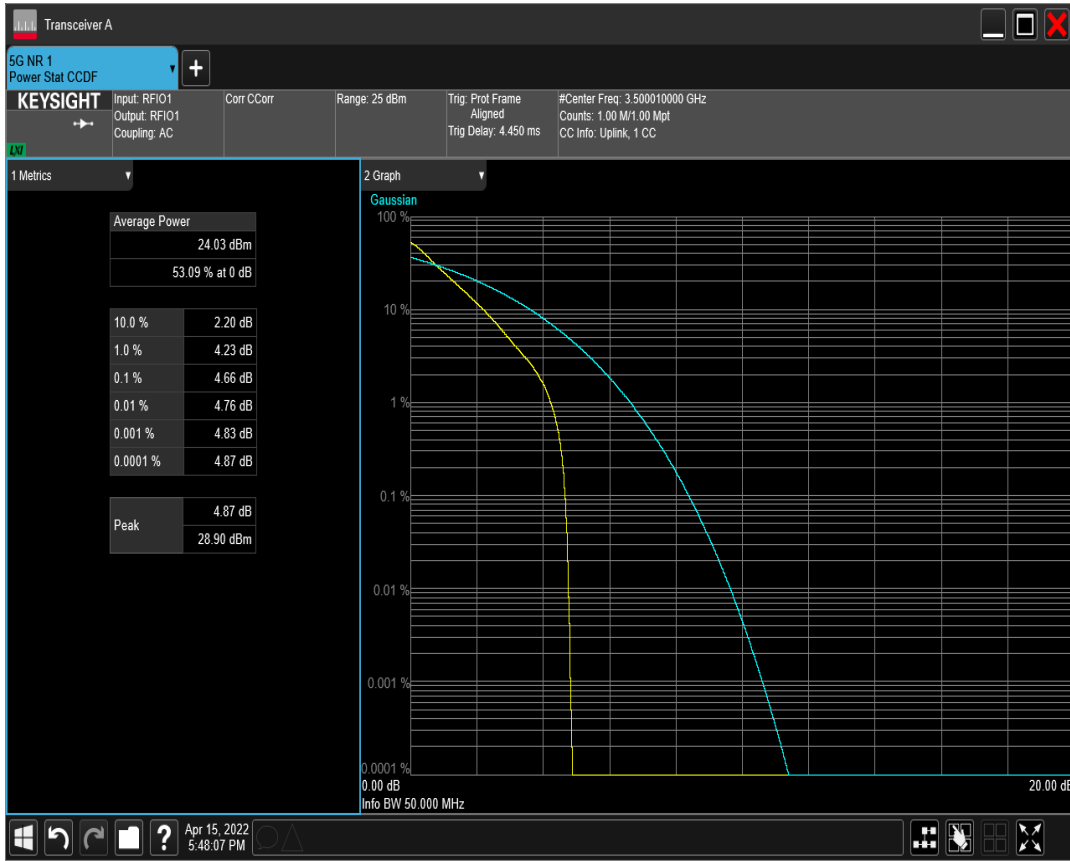 Transceiver A
5G NR 1
Power Stat CCDF
KEYSIGHT
LXI
Input: RFIO1
Output: RFIO1
Coupling: AC
Corr CCorr
Range: 25 dBm
Trig: Prot Frame
Aligned
Trig Delay: 4.450 ms
#Center Freq: 3.500010000 GHz
Counts: 1.00 M/1.00 Mpt
CC Info: Uplink, 1 CC
1 Metrics
Average Power
24.03 dBm
53.09 % at 0 dB
10.0 % 2.20 dB
1.0 % 4.23 dB
0.1 % 4.66 dB
0.01 % 4.76 dB
0.001 % 4.83 dB
0.0001 % 4.87 dB
Peak
4.87 dB
28.90 dBm
2 Graph
Gaussian
100 %
10 %
1 %
0.1 %
0.01 %
0.001 %
0.0001 %
0.00 dB
20.00 dB
Info BW 50.000 MHz
?
Apr 15, 2022
5:48:07 PM